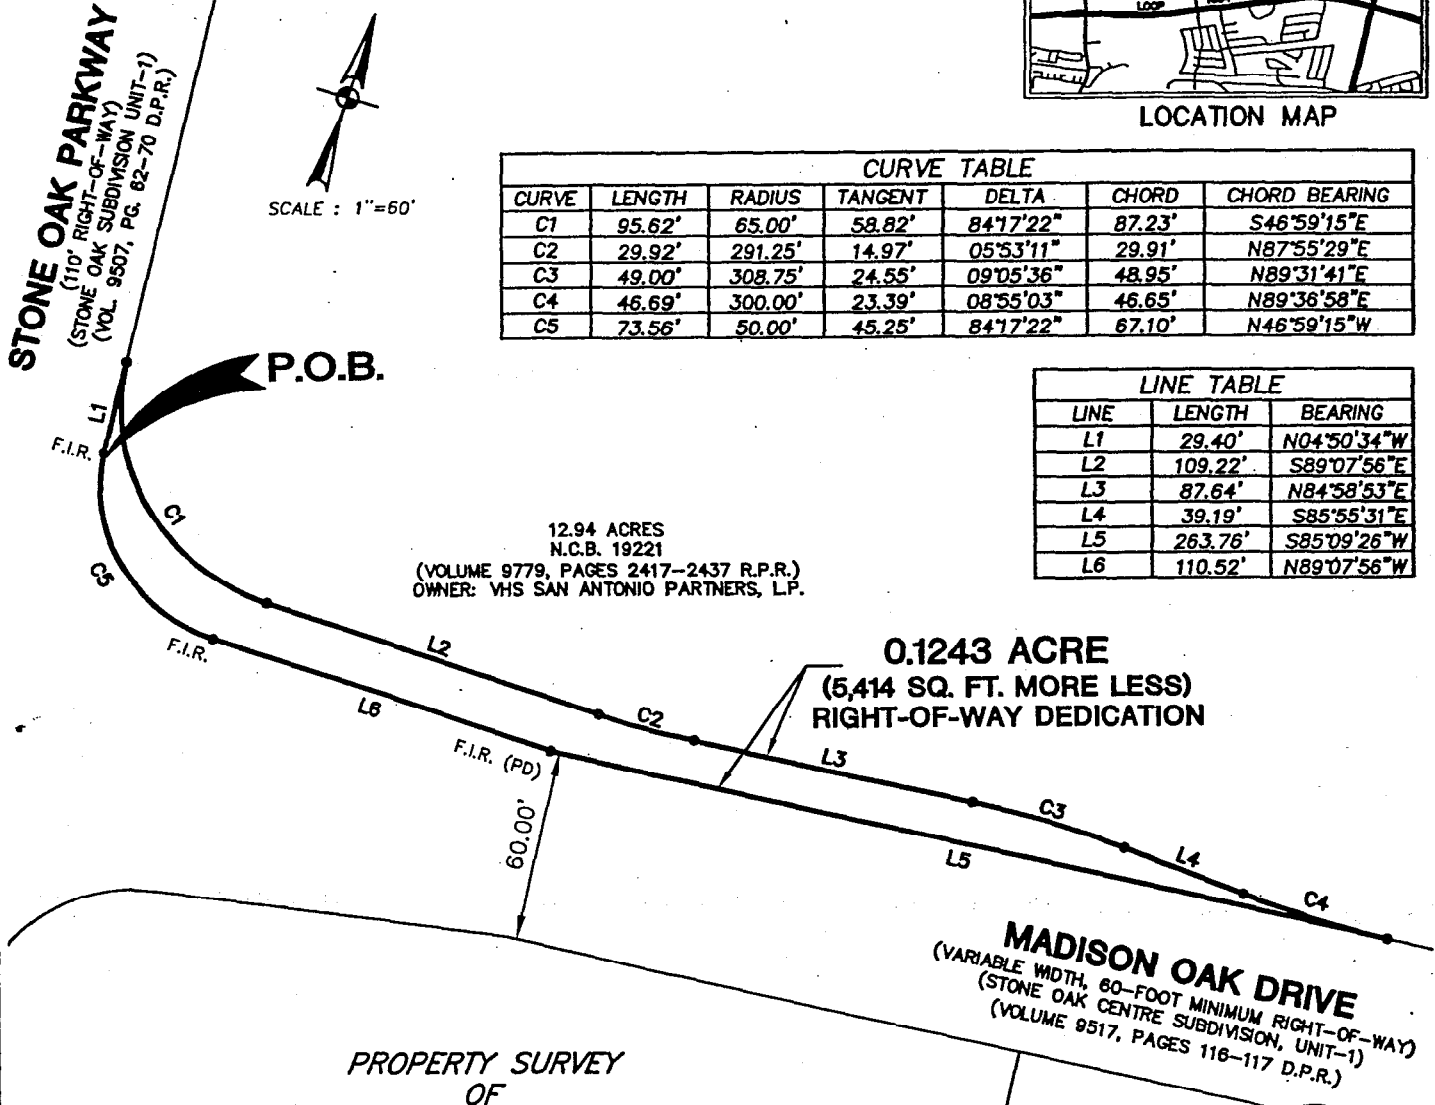 LOOP
LOCATION MAP
STONE OAK PARKWAY
(110' RIGHT-OF-WAY)
(STONE OAK SUBDIVISION UNIT-1)
(VOL. 9507, PG. 62-70 D.P.R.)
SCALE : 1"=60'
CURVE TABLE
CURVE LENGTH RADIUS TANGENT DELTA CHORD CHORD BEARING
C1 95.62' 65.00' 58.82' 84°17'22" 87.23' S46°59'15"E
C2 29.92' 291.25' 14.97' 05°53'11" 29.91' N87°55'29"E
C3 49.00' 308.75' 24.55' 09°05'36" 48.95' N89°31'41"E
C4 46.69' 300.00' 23.39' 08°55'03" 46.65' N89°36'58"E
C5 73.56' 50.00' 45.25' 84°17'22" 67.10' N46°59'15"W
P.O.B.
LINE TABLE
LINE LENGTH BEARING
L1 29.40' N04°50'34"W
L2 109.22' S89°07'56"E
L3 87.64' N84°58'53"E
L4 39.19' S85°55'31"E
L5 263.76' S85°09'26"W
L6 110.52' N89°07'56"W
L1
F.I.R.
C1
C5
12.94 ACRES
N.C.B. 19221
(VOLUME 9779, PAGES 2417-2437 R.P.R.)
OWNER: VHS SAN ANTONIO PARTNERS, L.P.
F.I.R.
L2
L6
0.1243 ACRE
(5,414 SQ. FT. MORE LESS)
RIGHT-OF-WAY DEDICATION
C2
F.I.R. (PD)
L3
C3
L5
L4
C4
60.00'
MADISON OAK DRIVE
(VARIABLE WIDTH, 60-FOOT MINIMUM RIGHT-OF-WAY)
(STONE OAK CENTRE SUBDIVISION, UNIT-1)
(VOLUME 9517, PAGES 116-117 D.P.R.)
PROPERTY SURVEY
OF